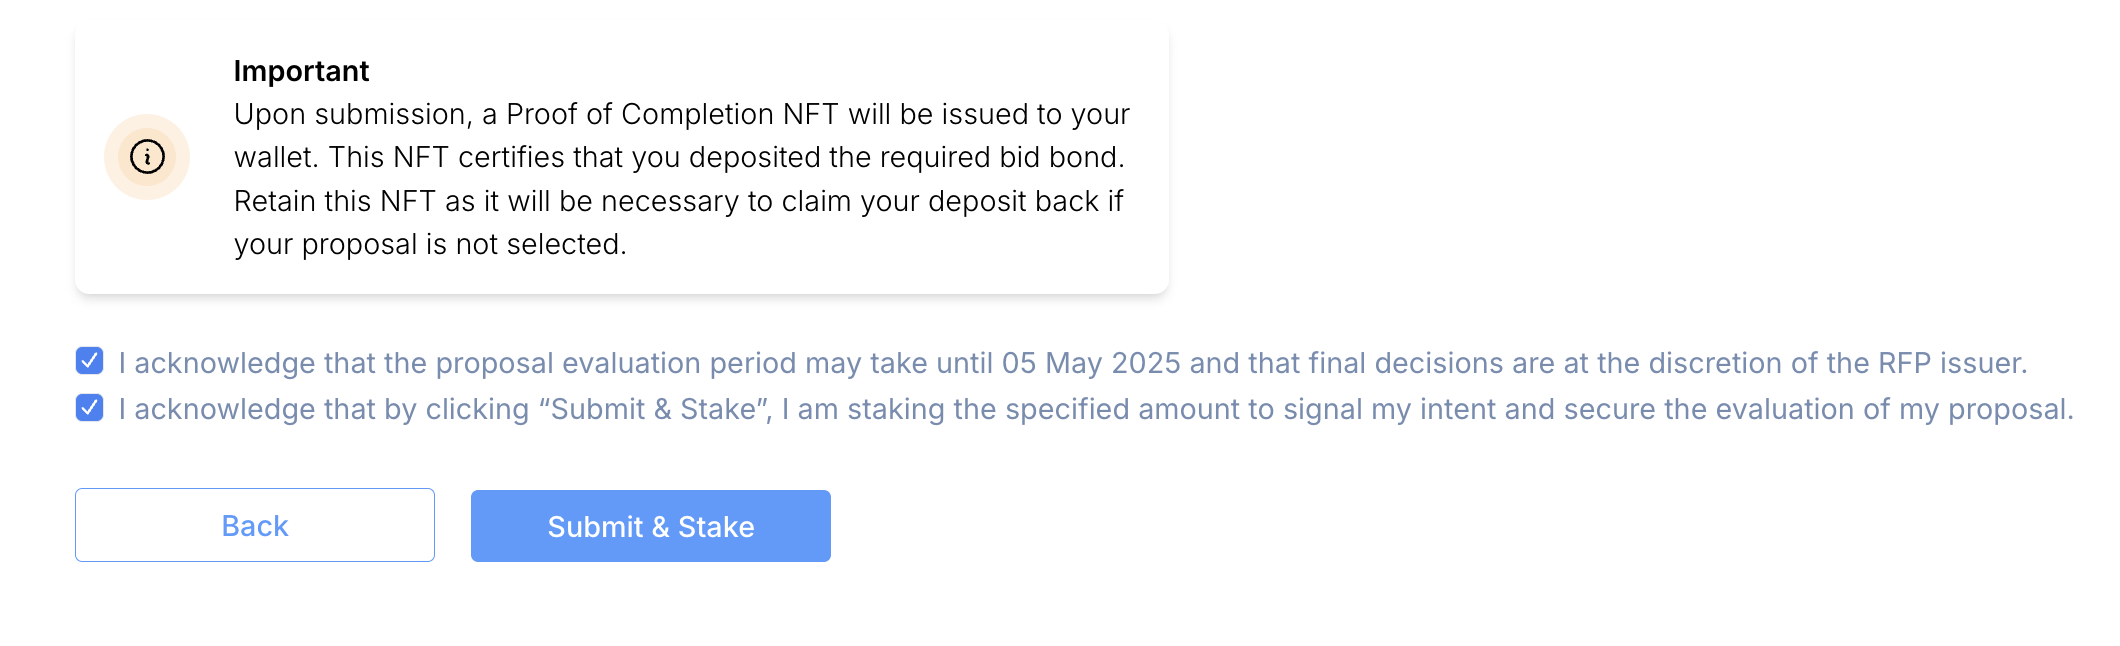 Important
Upon submission, a Proof of Completion NFT will be issued to your
wallet. This NFT certifies that you deposited the required bid bond.
Retain this NFT as it will be necessary to claim your deposit back if
your proposal is not selected.
I acknowledge that the proposal evaluation period may take until 05 May 2025 and that final decisions are at the discretion of the RFP issuer.
I acknowledge that by clicking “Submit & Stake”, I am staking the specified amount to signal my intent and secure the evaluation of my proposal.
Back
Submit & Stake